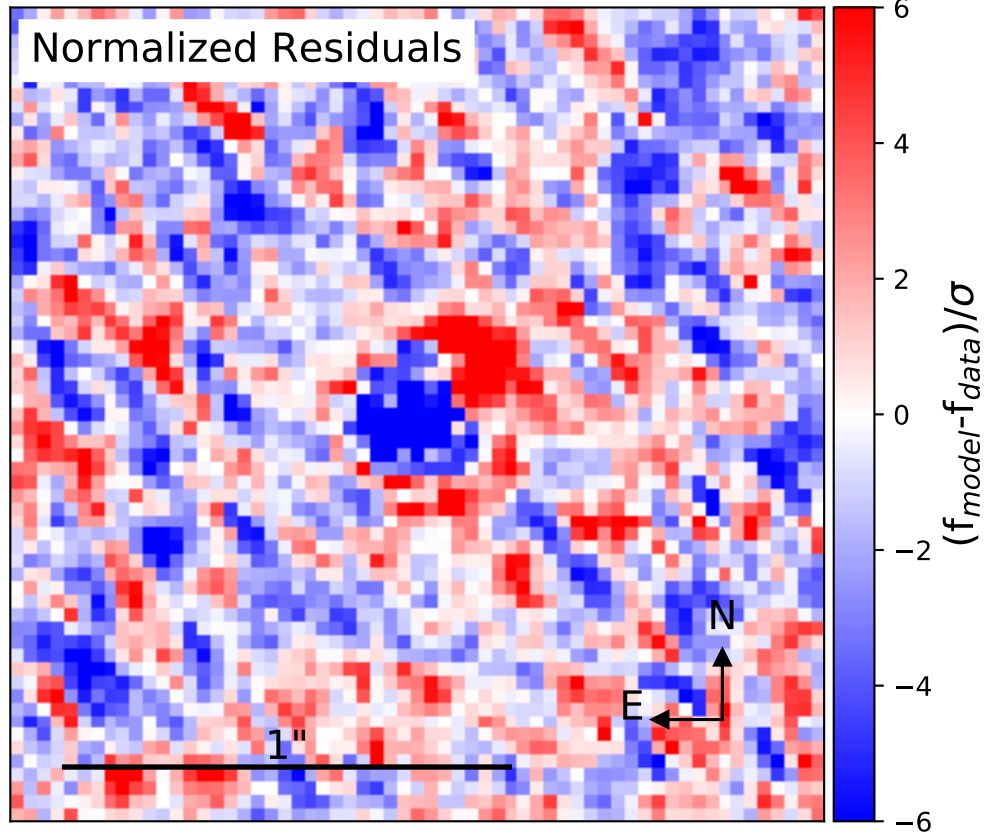 Normalized Residuals
6
4
2
0
−2
−4
−6
(f_model-f_data)/σ
N
E
1"